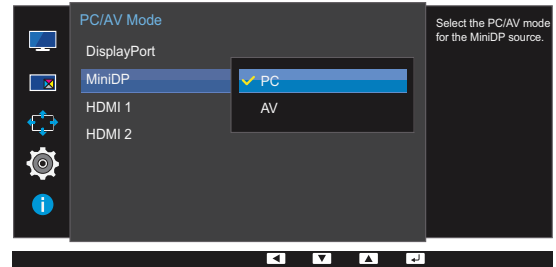 PC/AV Mode
DisplayPort
MiniDP
HDMI 1
HDMI 2
PC
AV
Select the PC/AV mode
for the MiniDP source.